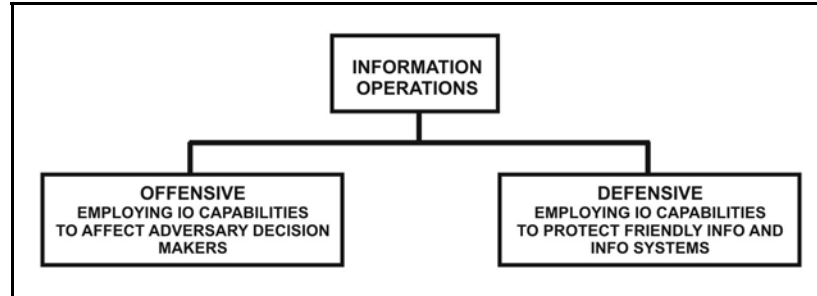 INFORMATION
OPERATIONS
OFFENSIVE
EMPLOYING IO CAPABILITIES
TO AFFECT ADVERSARY DECISION
MAKERS
DEFENSIVE
EMPLOYING IO CAPABILITIES
TO PROTECT FRIENDLY INFO AND
INFO SYSTEMS